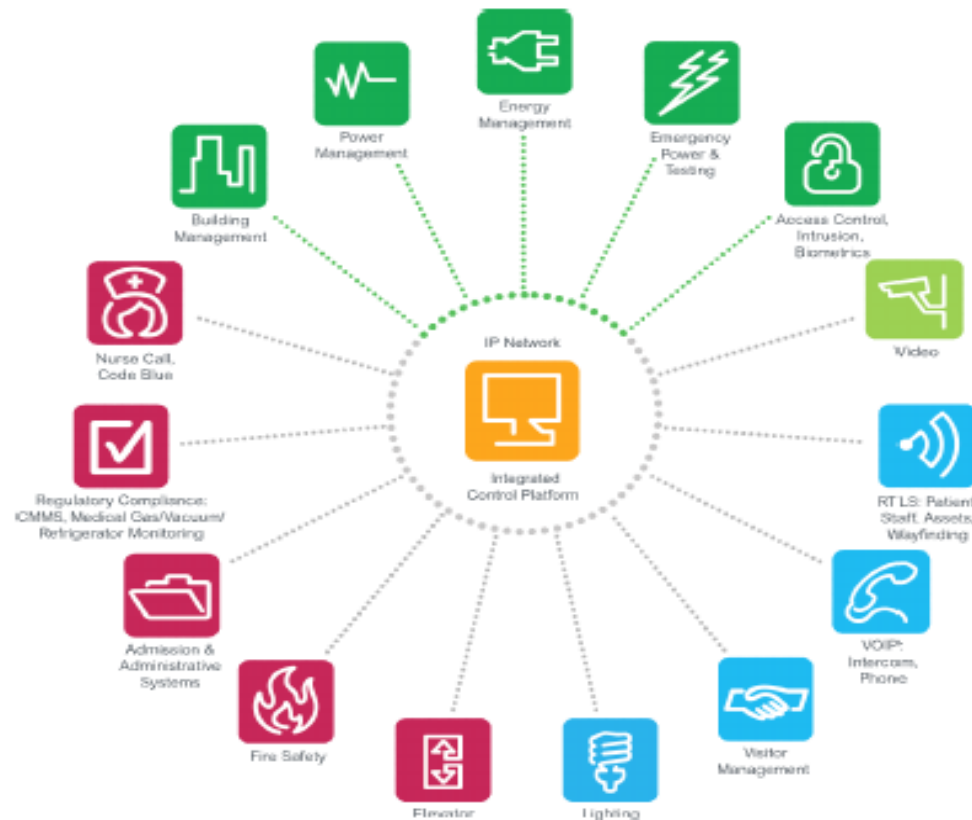 Energy
Management
Power
Management
Emergency
Power &
Testing
Building
Management
Access Control,
Intrusion,
Biometrics
Nurse Call,
Code Blue
IP Network
Integrated
Control Platform
Video
Regulatory Compliance:
CMMS, Medical Gas/Vacuum/
Refrigerator Monitoring
RTLS: Patient
Staff, Assets,
Wayfinding
Admission &
Administrative
Systems
VOIP:
Intercom,
Phone
Fire Safety
Visitor
Management
Elevator
Lighting